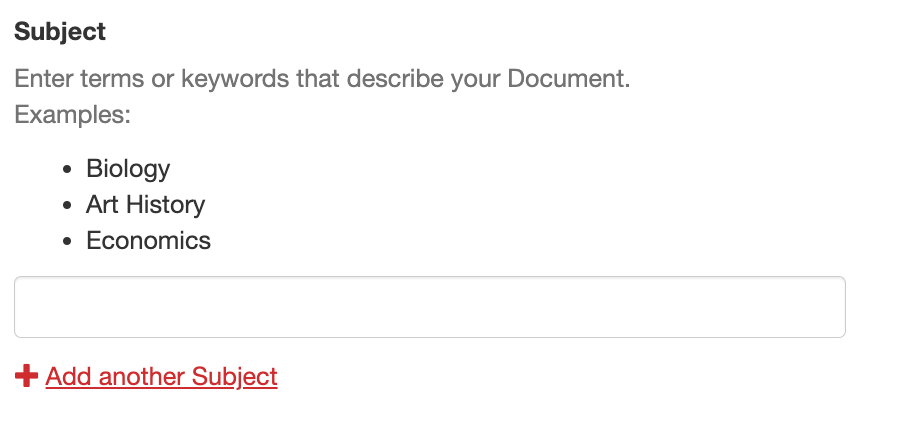 Subject
Enter terms or keywords that describe your Document.
Examples:
• Biology
• Art History
• Economics
Add another Subject